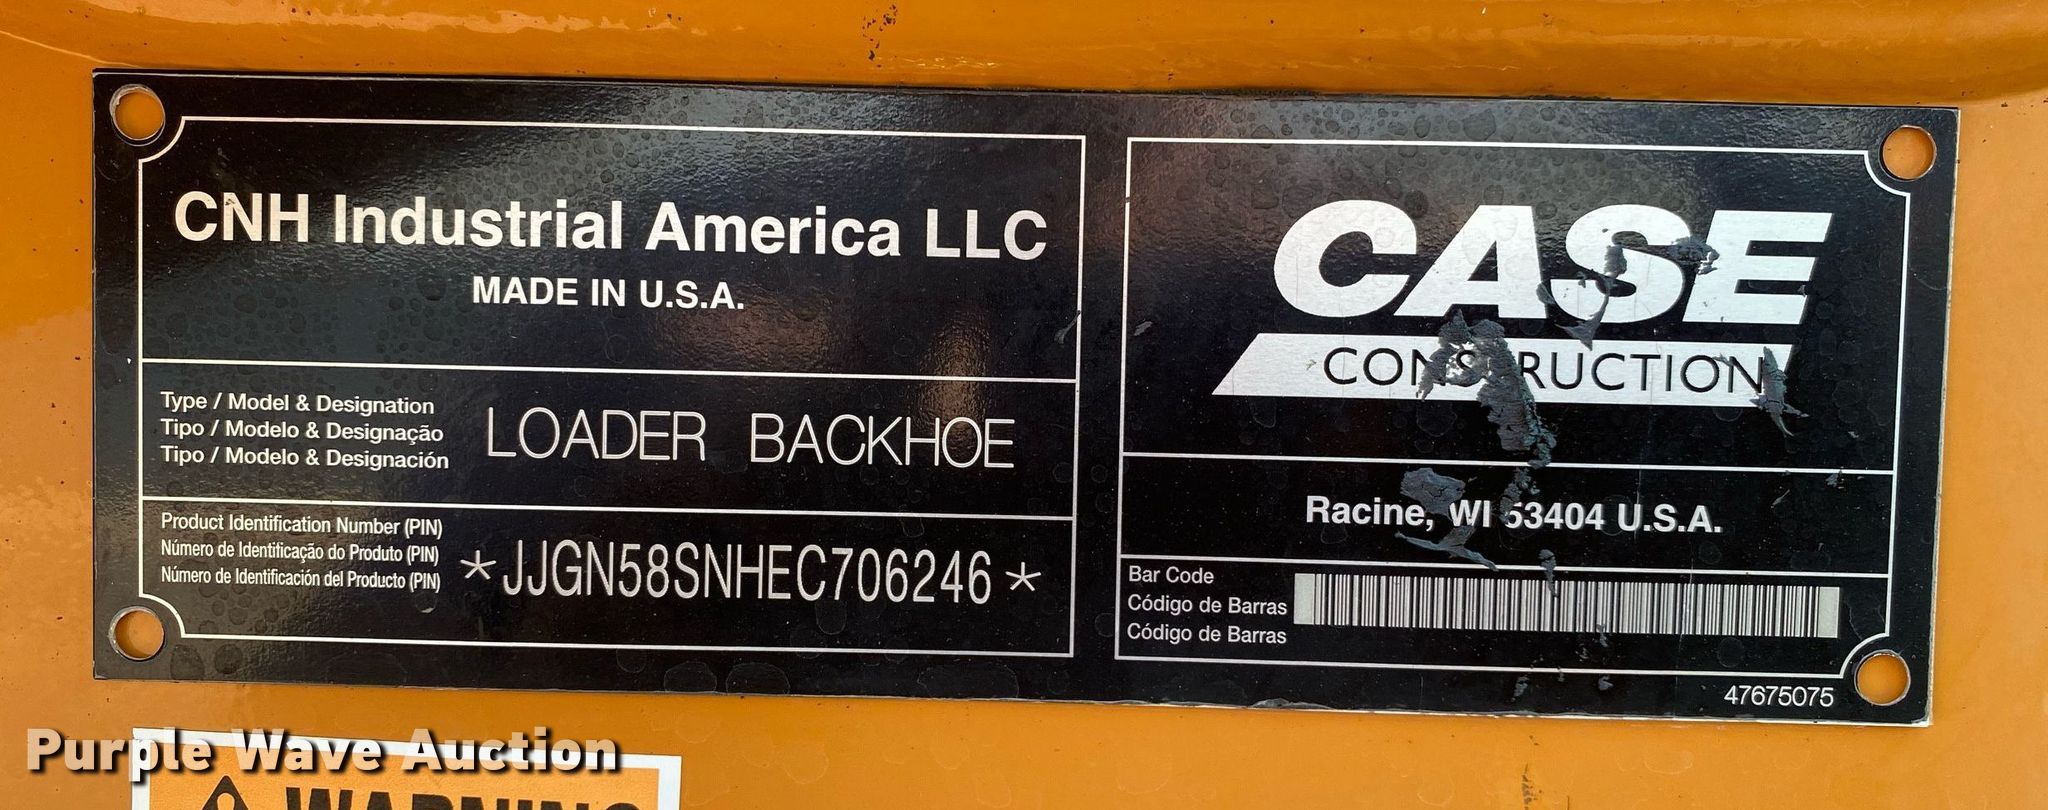 CNH Industrial America LLC
MADE IN U.S.A.
Type / Model & Designation
Tipo / Modelo & Designação
Tipo / Modelo & Designación
LOADER BACKHOE
Product Identification Number (PIN)
Número de Identificação do Produto (PIN)
Número de Identificación del Producto (PIN)
*JJGN58SNHEC706246*
CASE
CONSTRUCTION
Racine, WI 53404 U.S.A.
Bar Code
Código de Barras
Código de Barras
47675075
Purple Wave Auction
WARNING